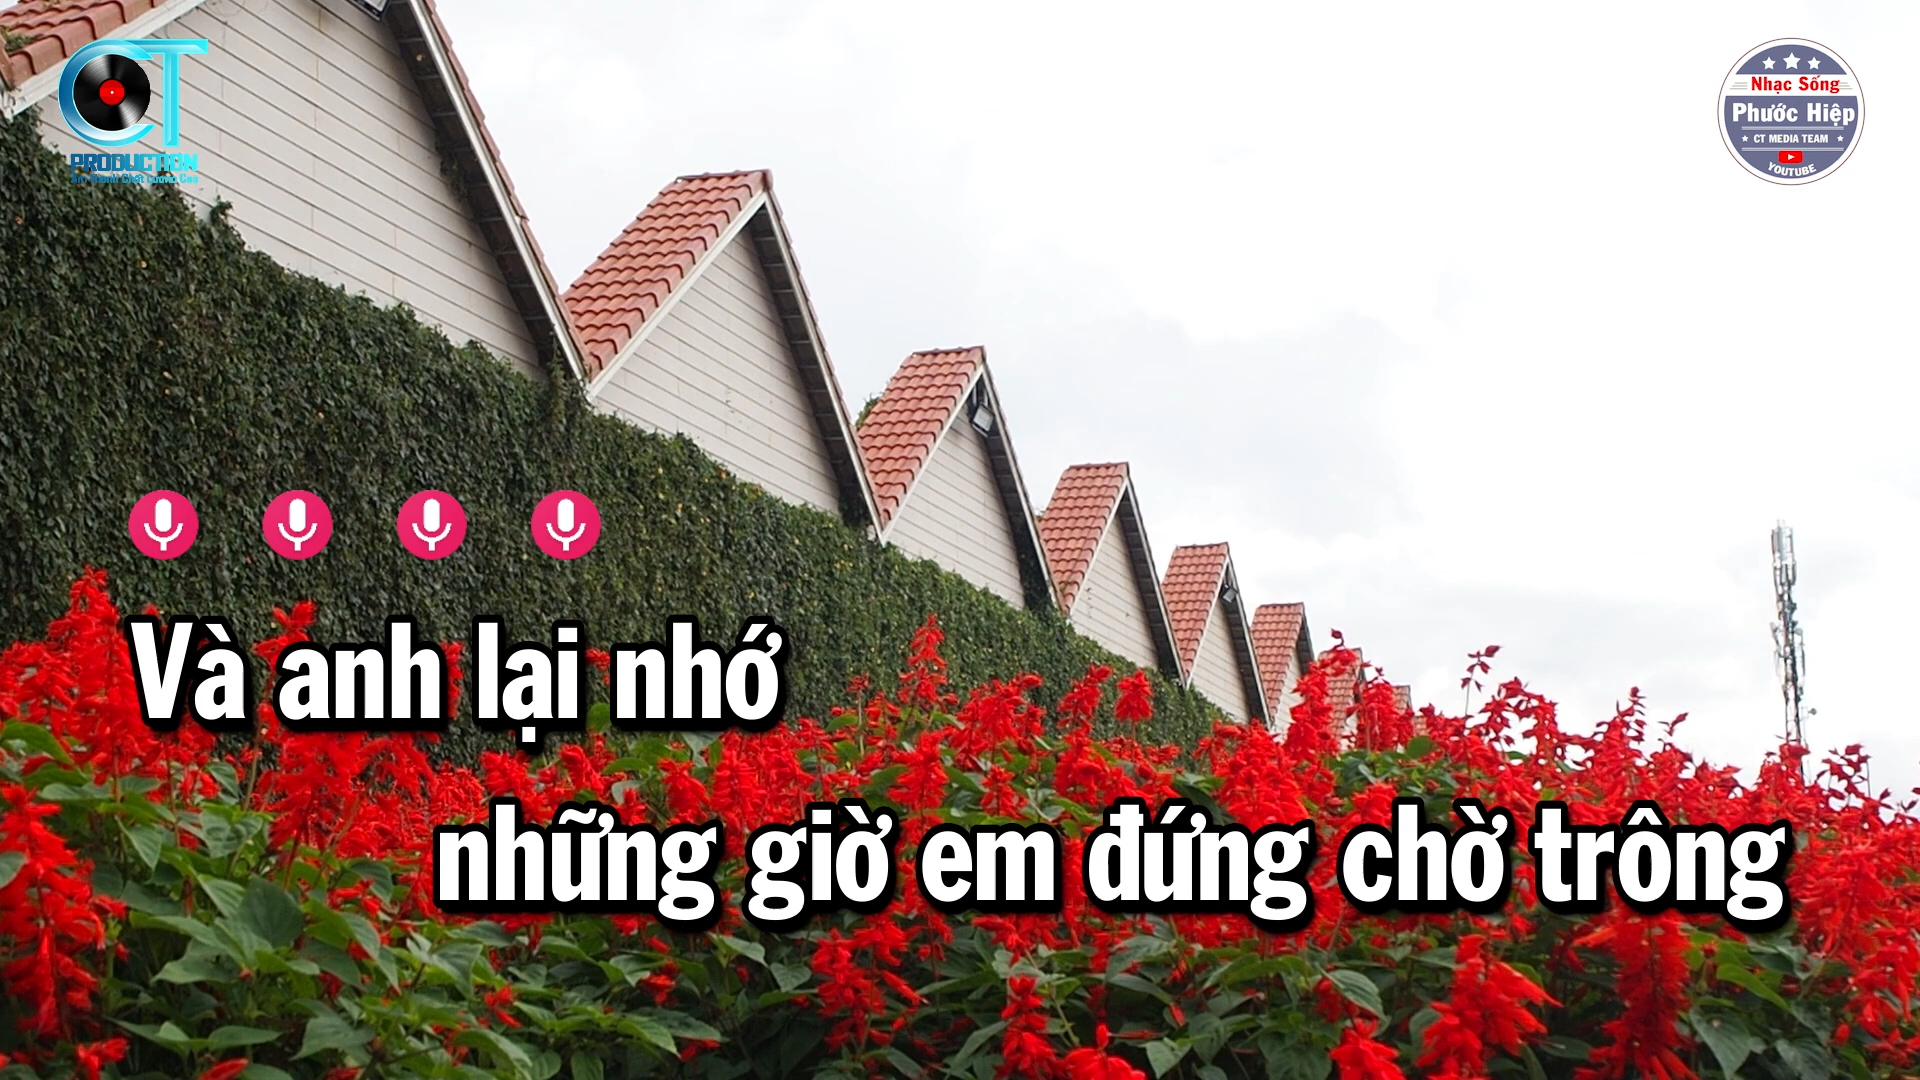 CT
PRODUCTION
Nhạc Sống
Phước Hiệp
CT MEDIA TEAM
YOUTUBE
Và anh lại nhớ
những giờ em đứng chờ trông